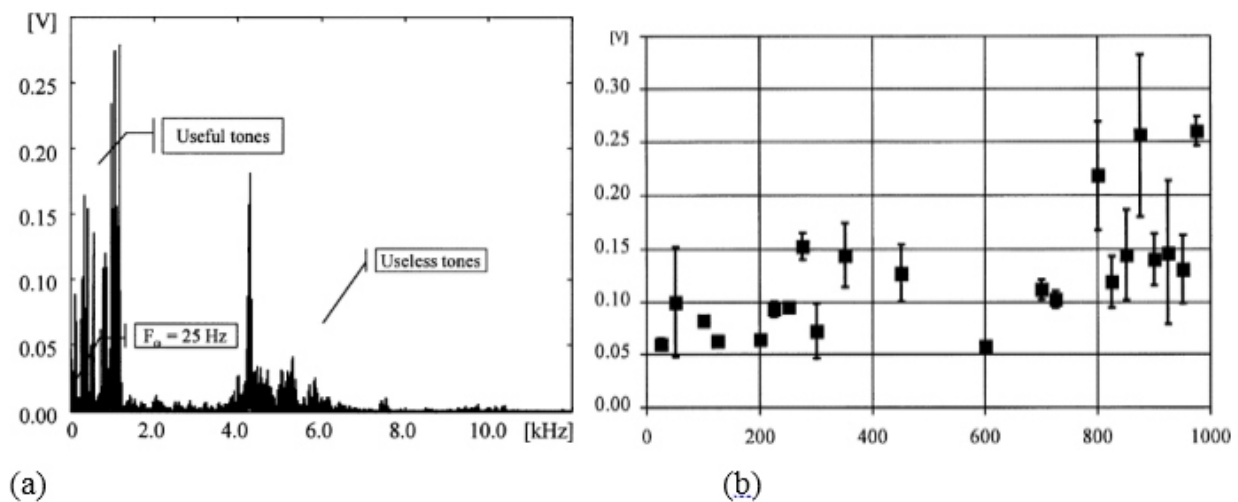 [V]
0.25
0.20
0.15
0.10
0.05
0.00
Useful tones
Useless tones
Fα = 25 Hz
0 2.0 4.0 6.0 8.0 10.0 [kHz]
(a)
[V]
0.30
0.25
0.20
0.15
0.10
0.05
0.00
0 200 400 600 800 1000
(b)